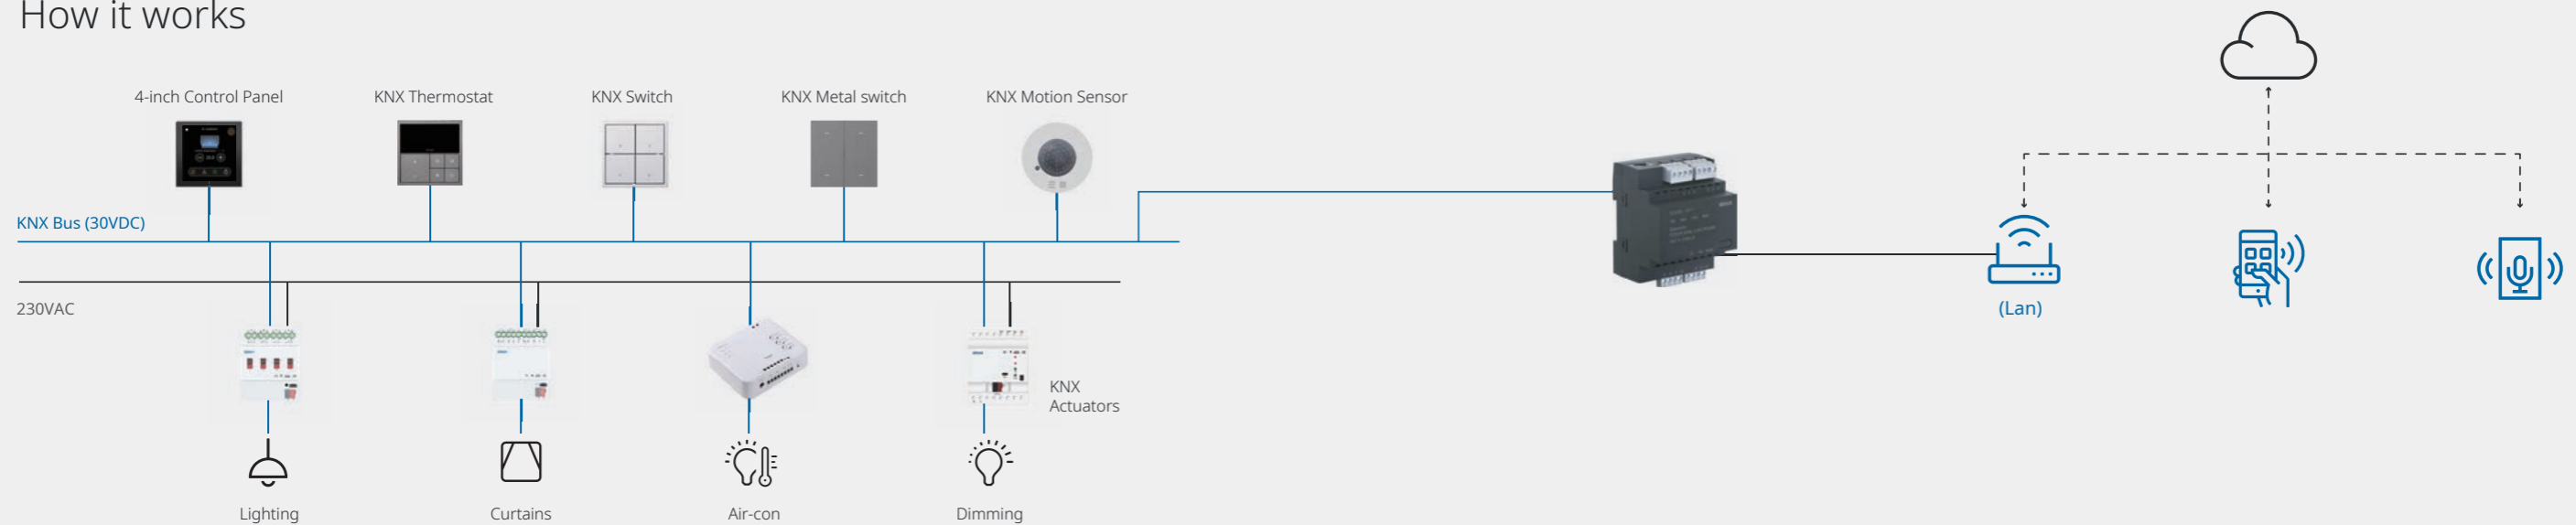 How it works
4-inch Control Panel
KNX Thermostat
KNX Switch
KNX Metal switch
KNX Motion Sensor
KNX Bus (30VDC)
230VAC
(Lan)
KNX
Actuators
Lighting
Curtains
Air-con
Dimming